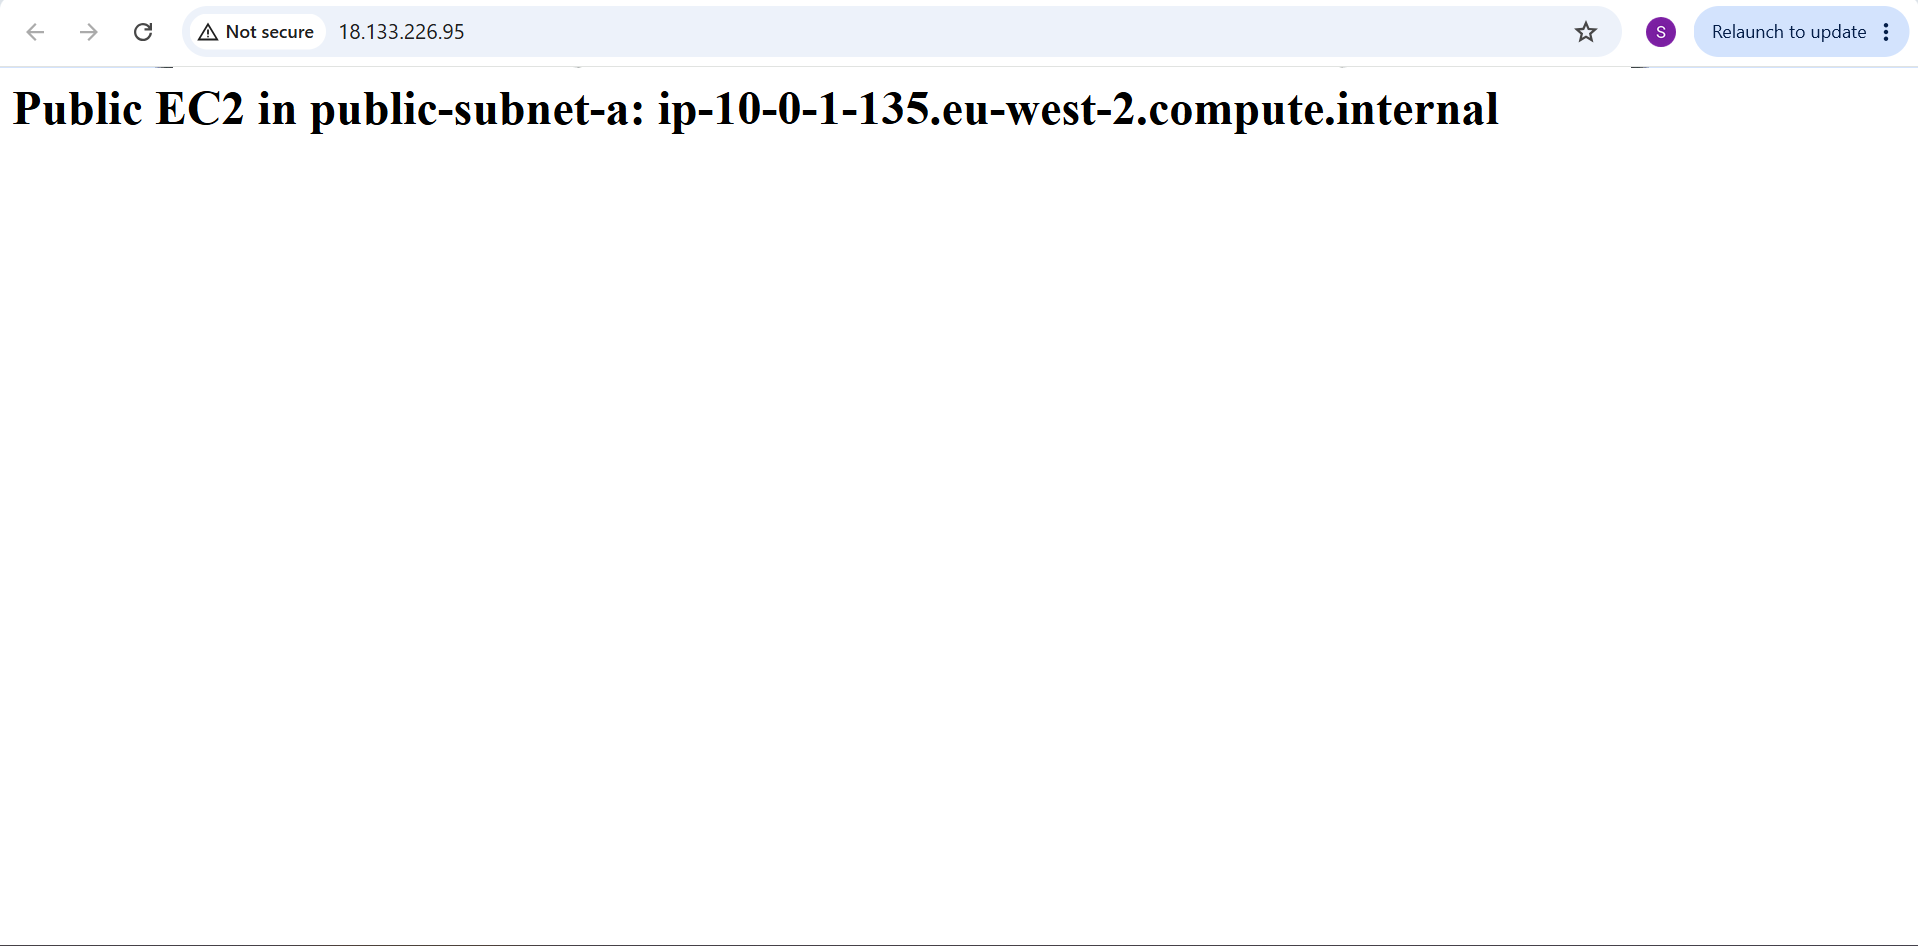 Not secure 18.133.226.95 S Relaunch to update
Public EC2 in public-subnet-a: ip-10-0-1-135.eu-west-2.compute.internal